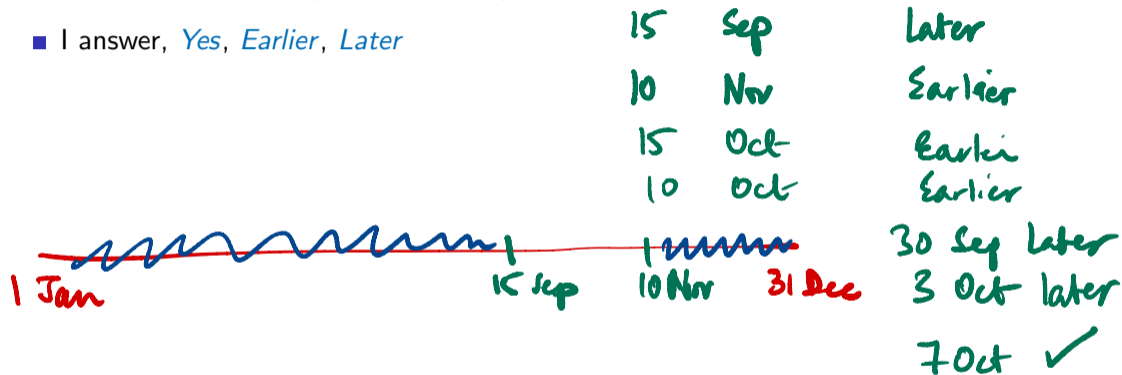 I answer, Yes, Earlier, Later
15 Sep Later
10 Nov Earlier
15 Oct Earli
10 Oct Earlier
1 Jan 15 Sep 10 Nov 31 Dec
30 Sep Later
3 Oct later
7 Oct ✓